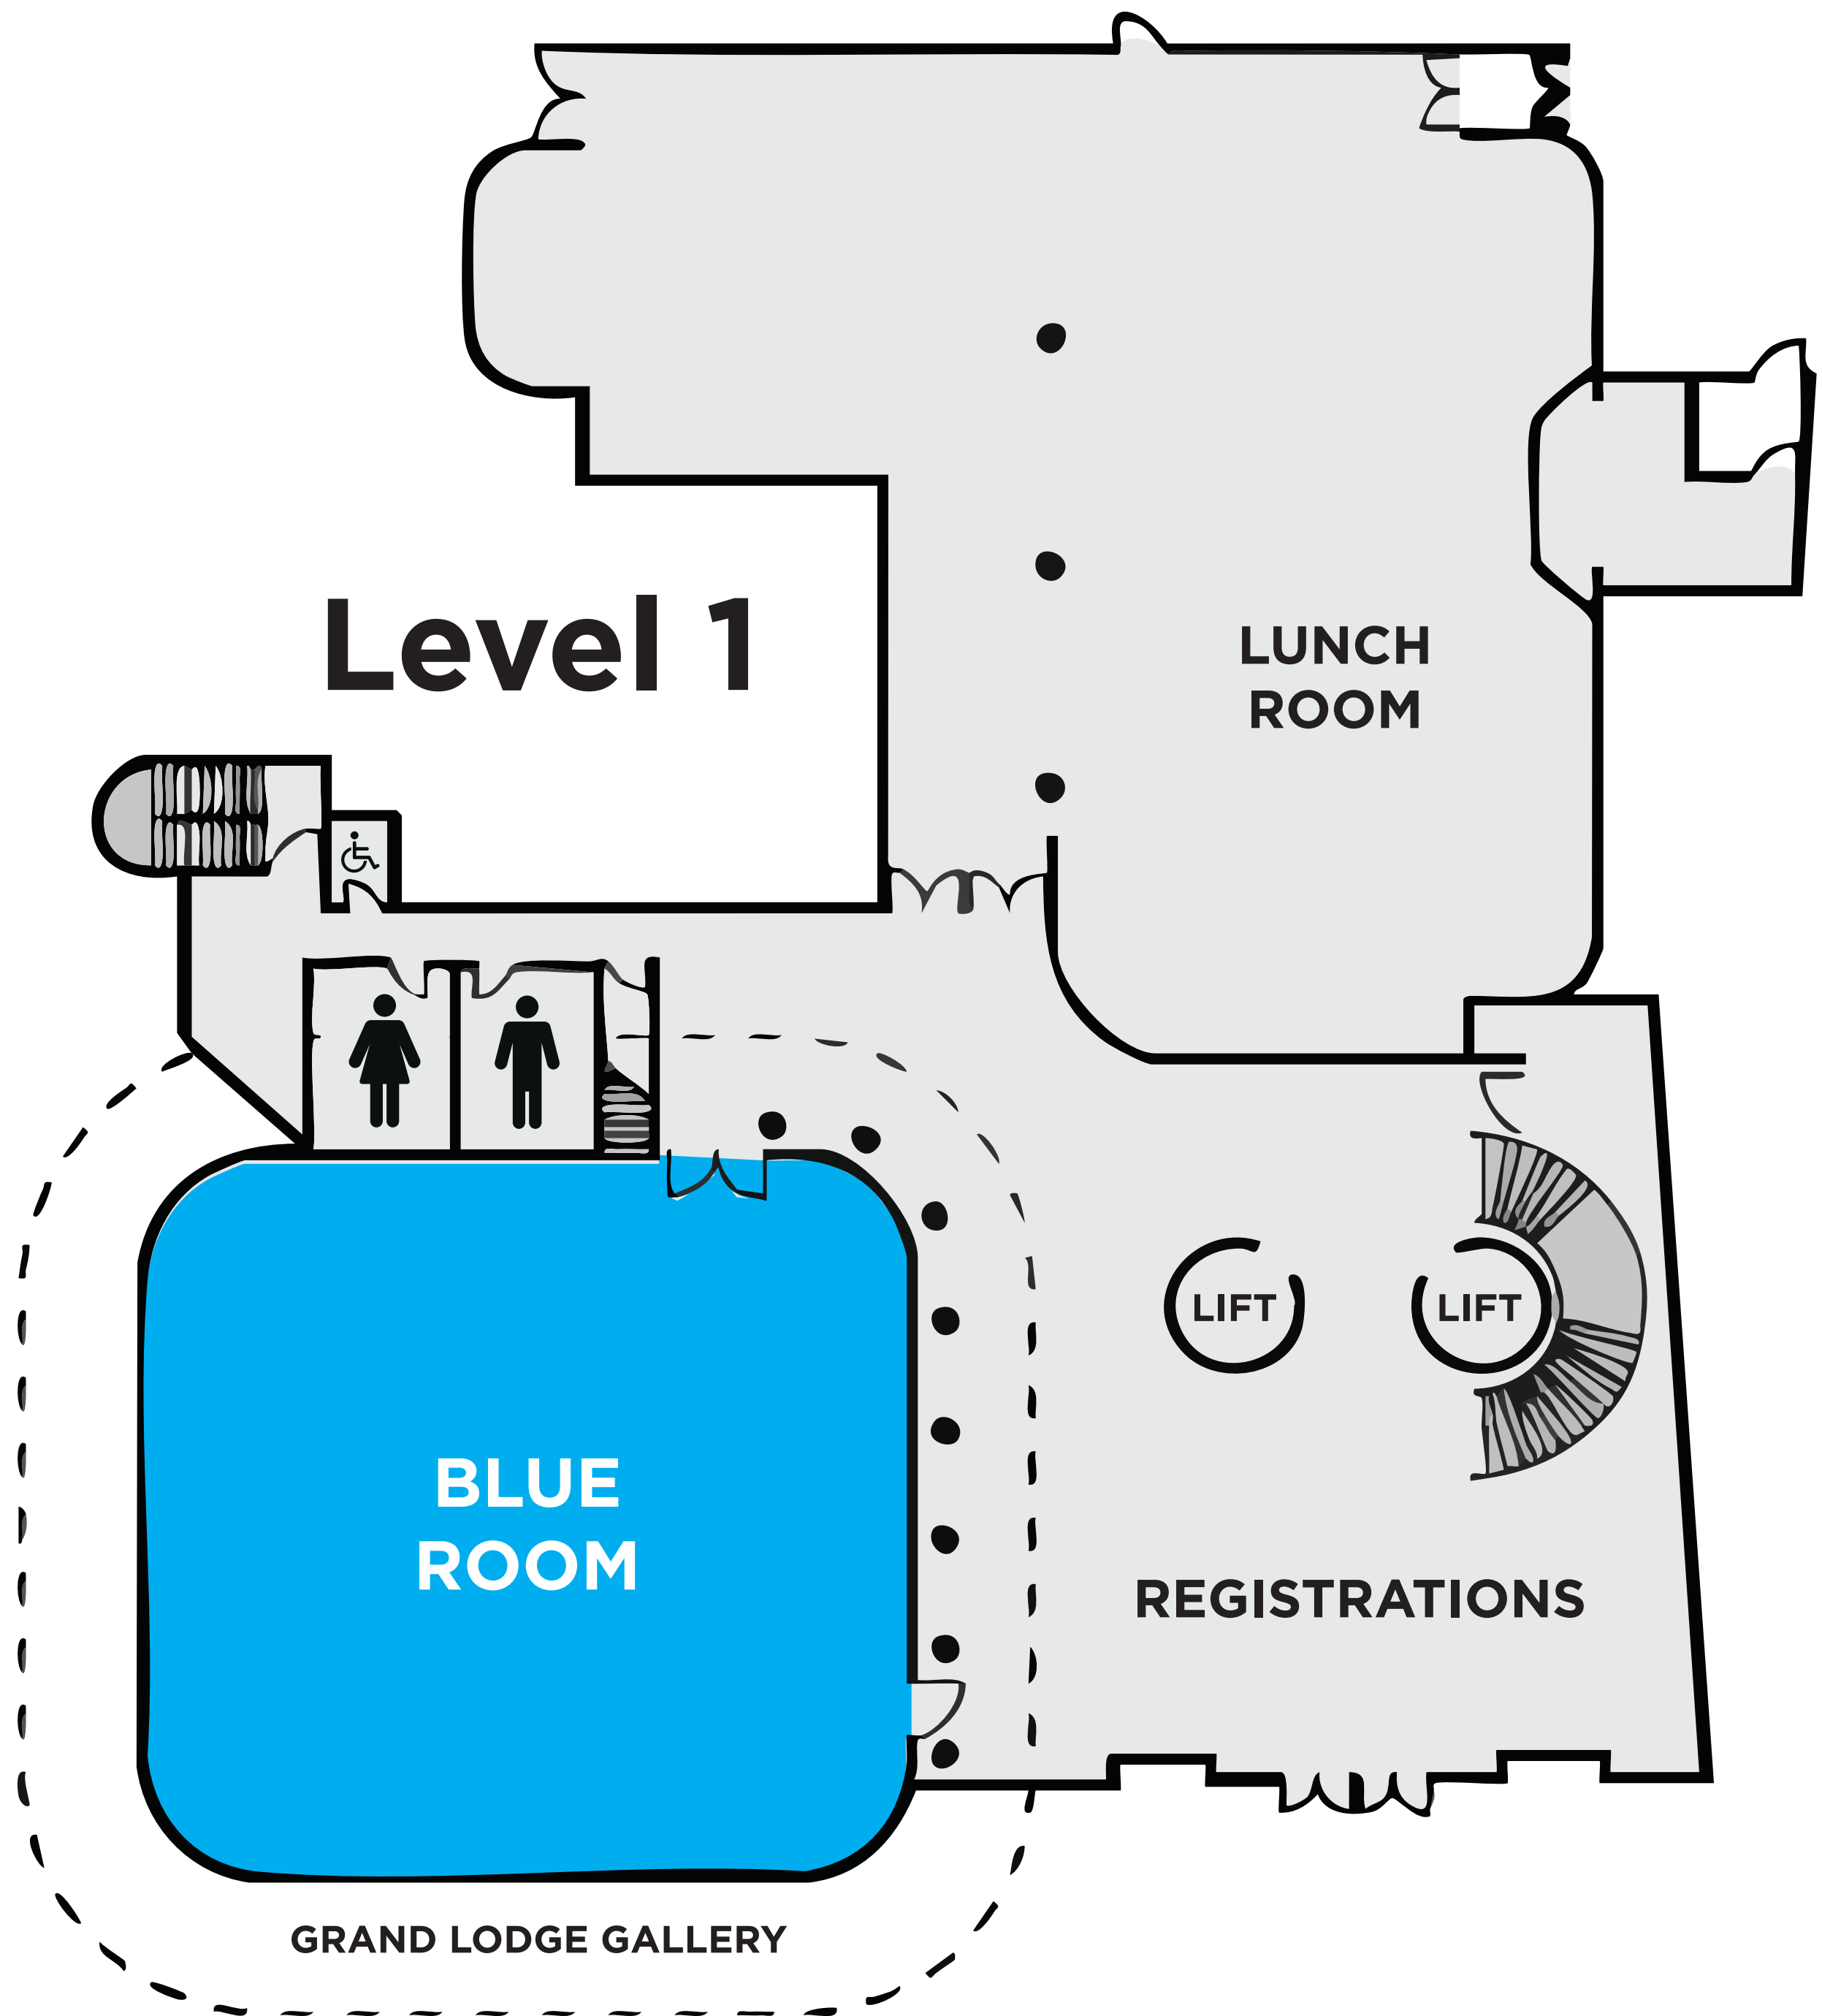 Level 1
LUNCH
ROOM
LIFT
LIFT
BLUE
ROOM
REGISTRATIONS
GRAND LODGE GALLERY